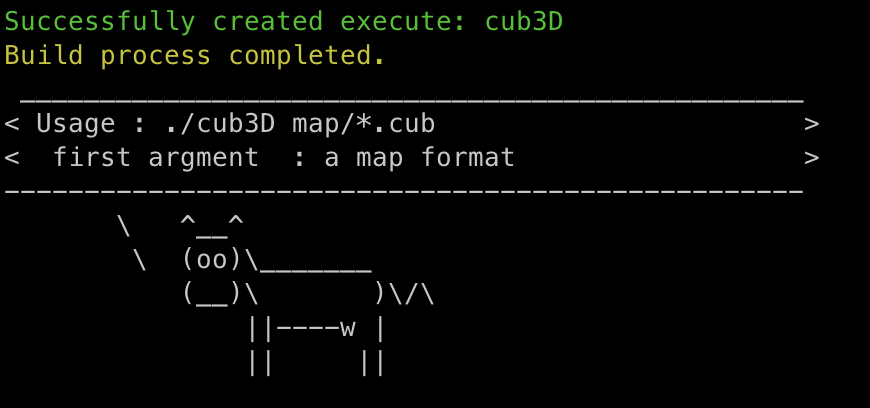 Successfully created execute: cub3D
Build process completed.
 _________________________________________________
< Usage : ./cub3D map/*.cub                       >
<  first argment  : a map format                  >
--------------------------------------------------
       \   ^__^
        \  (oo)\_______
           (__)\       )\/\
               ||----w |
               ||     ||